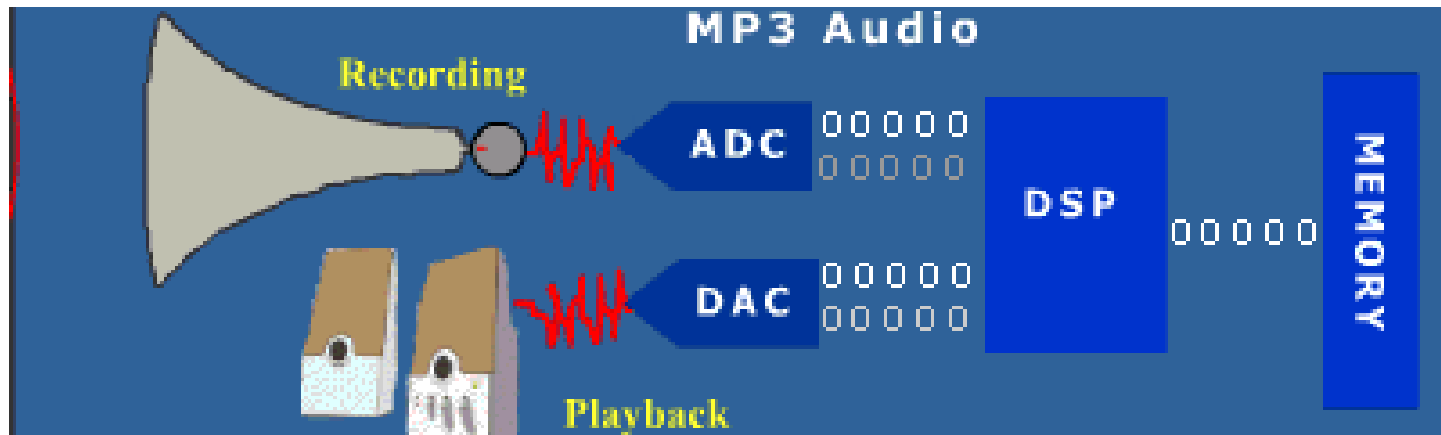 MP3 Audio
Recording
ADC
00000
00000
DSP
00000
MEMORY
DAC
00000
00000
Playback